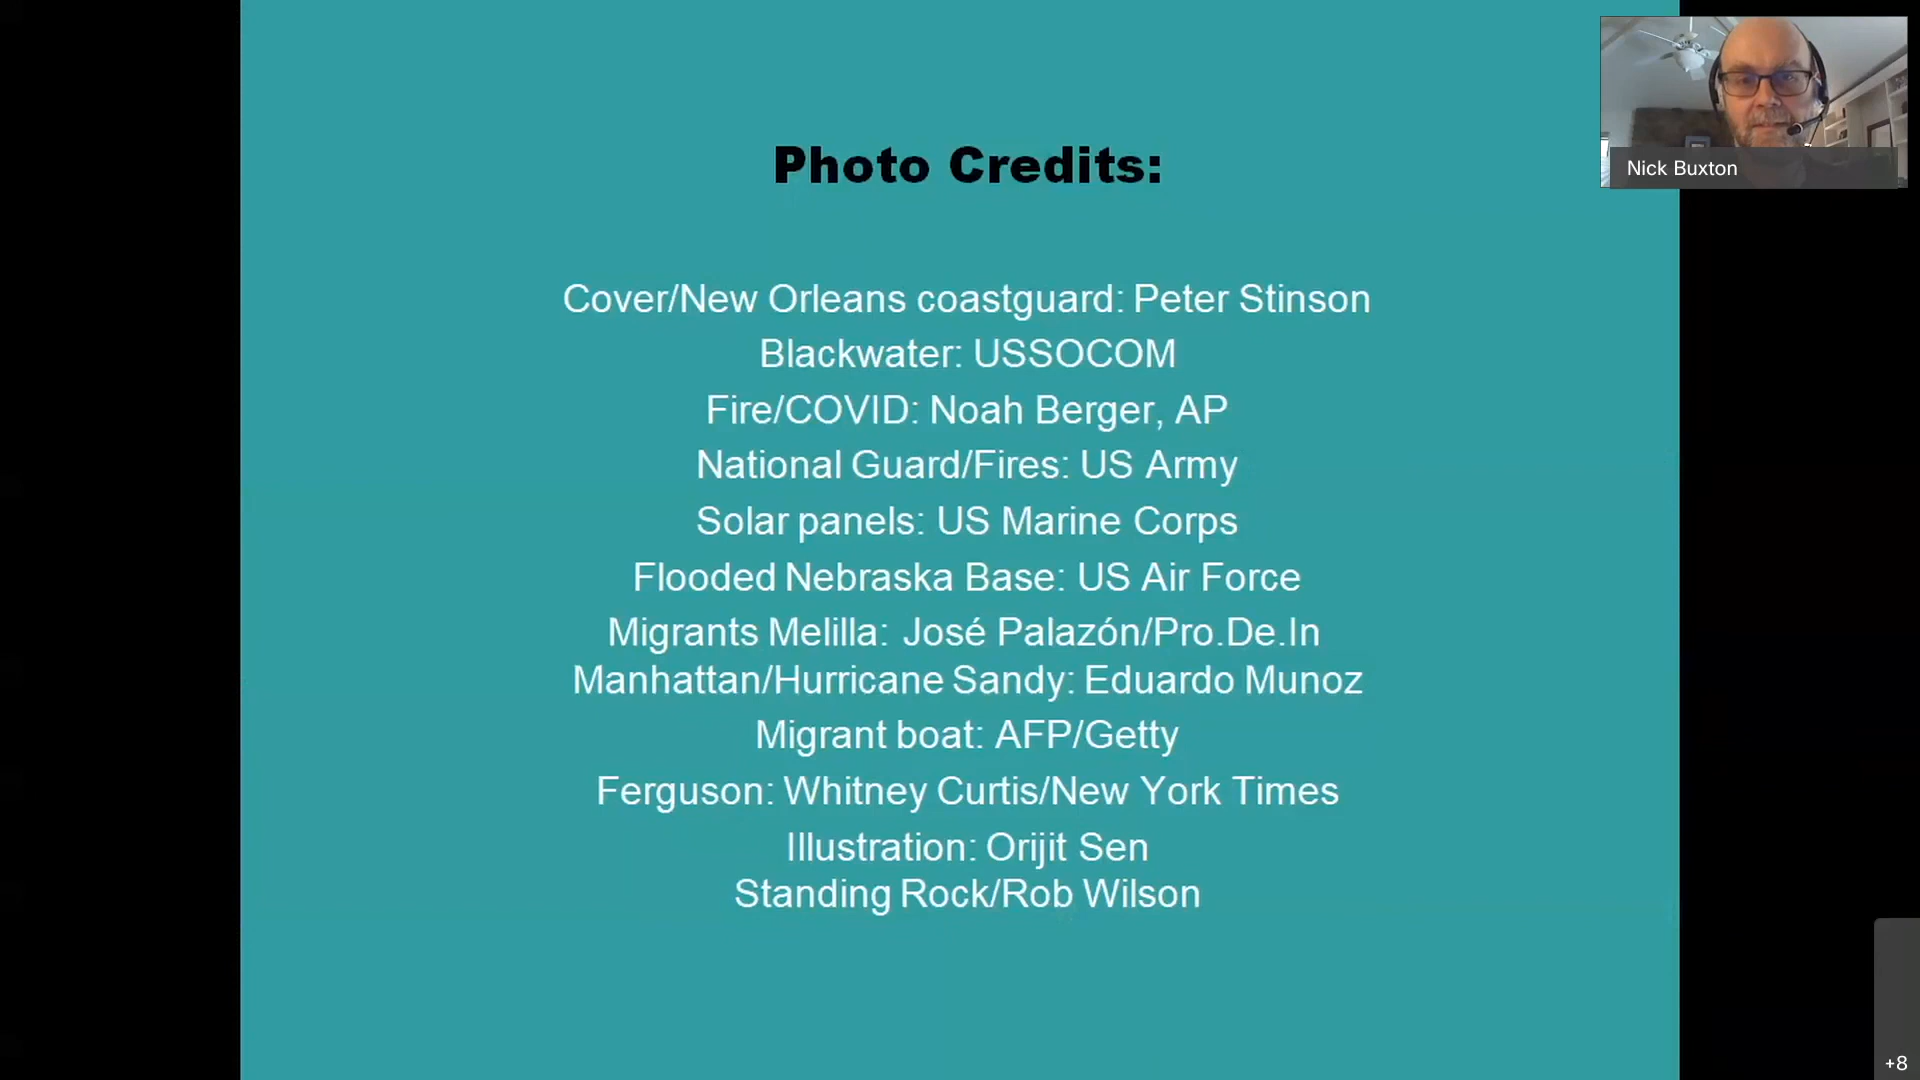 Photo Credits:
Cover/New Orleans coastguard: Peter Stinson
Blackwater: USSOCOM
Fire/COVID: Noah Berger, AP
National Guard/Fires: US Army
Solar panels: US Marine Corps
Flooded Nebraska Base: US Air Force
Migrants Melilla: José Palazón/Pro.De.In
Manhattan/Hurricane Sandy: Eduardo Munoz
Migrant boat: AFP/Getty
Ferguson: Whitney Curtis/New York Times
Illustration: Orijit Sen
Standing Rock/Rob Wilson
Nick Buxton
+8